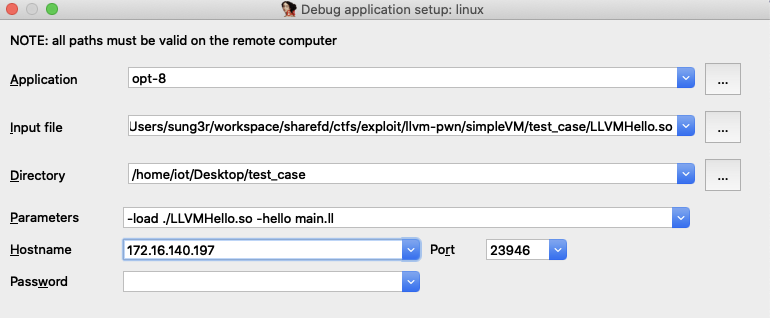 Debug application setup: linux
NOTE: all paths must be valid on the remote computer
Application opt-8 ...
Input file Users/sung3r/workspace/sharefd/ctfs/exploit/llvm-pwn/simpleVM/test_case/LLVMHello.so ...
Directory /home/iot/Desktop/test_case ...
Parameters -load ./LLVMHello.so -hello main.ll
Hostname 172.16.140.197 Port 23946
Password